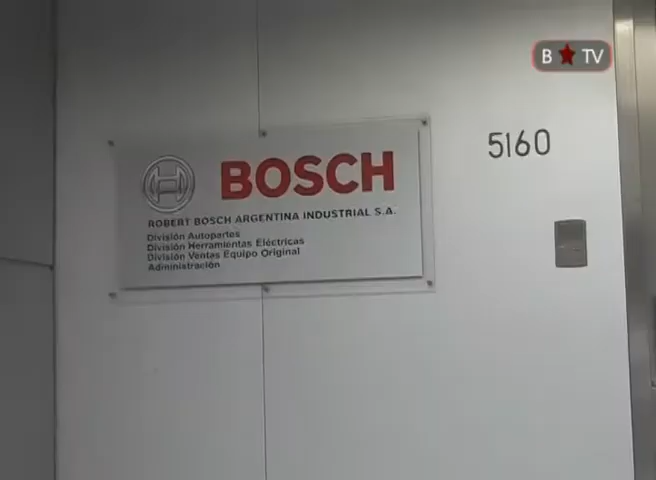 B★TV
BOSCH
5160
ROBERT BOSCH ARGENTINA INDUSTRIAL S.A.
División Autopartes
División Herramientas Eléctricas
División Ventas Equipo Original
Administración